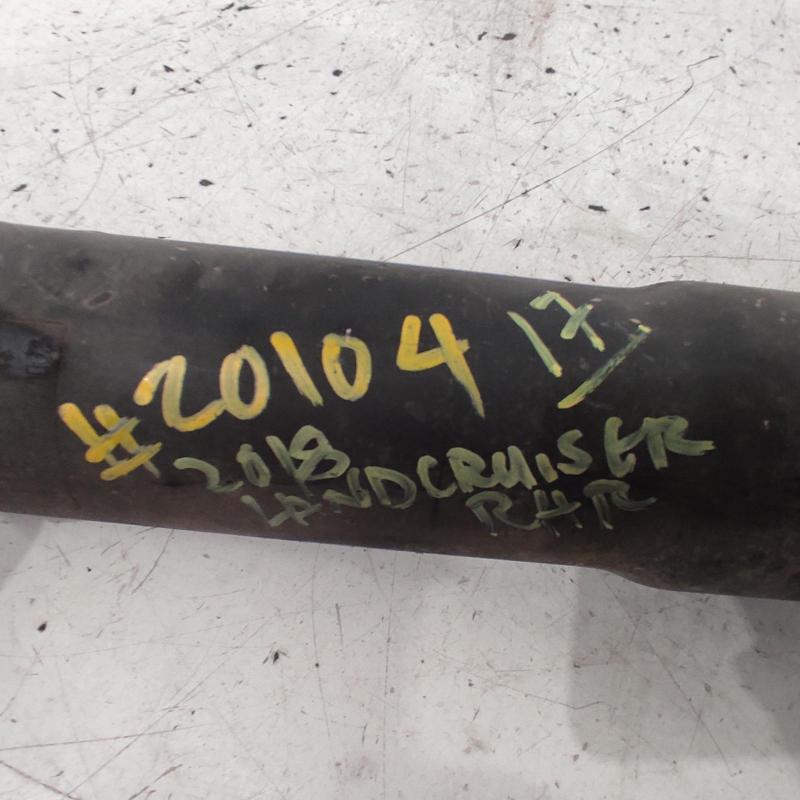 #20104 17/
2018
LANDCRUISER
RHR